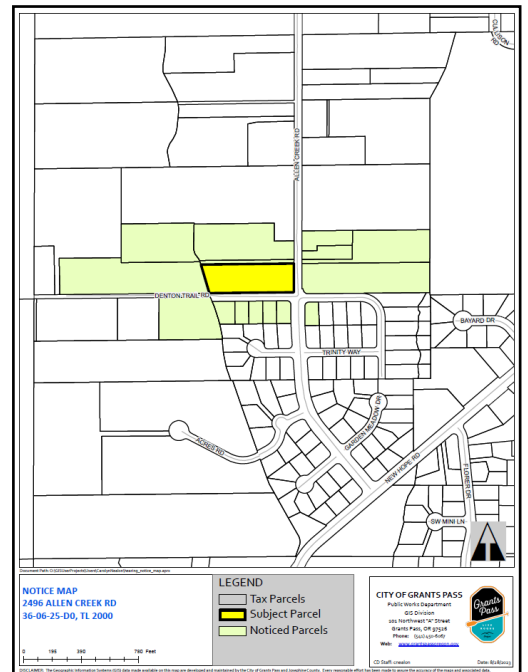 CULLISON RD
ALLEN CREEK RD
DENTON TRAIL RD
BAYARD DR
TRINITY WAY
GARDEN MEADOW DR
ACRES RD
NEW HOPE RD
FLORER DR
SW MINI LN
NOTICE MAP
2496 ALLEN CREEK RD
36-06-25-D0, TL 2000
0 195 390 780 Feet
LEGEND
Tax Parcels
Subject Parcel
Noticed Parcels
CITY OF GRANTS PASS
Public Works Department
GIS Division
101 Northwest "A" Street
Grants Pass, OR 97526
Web:
Grants
Pass